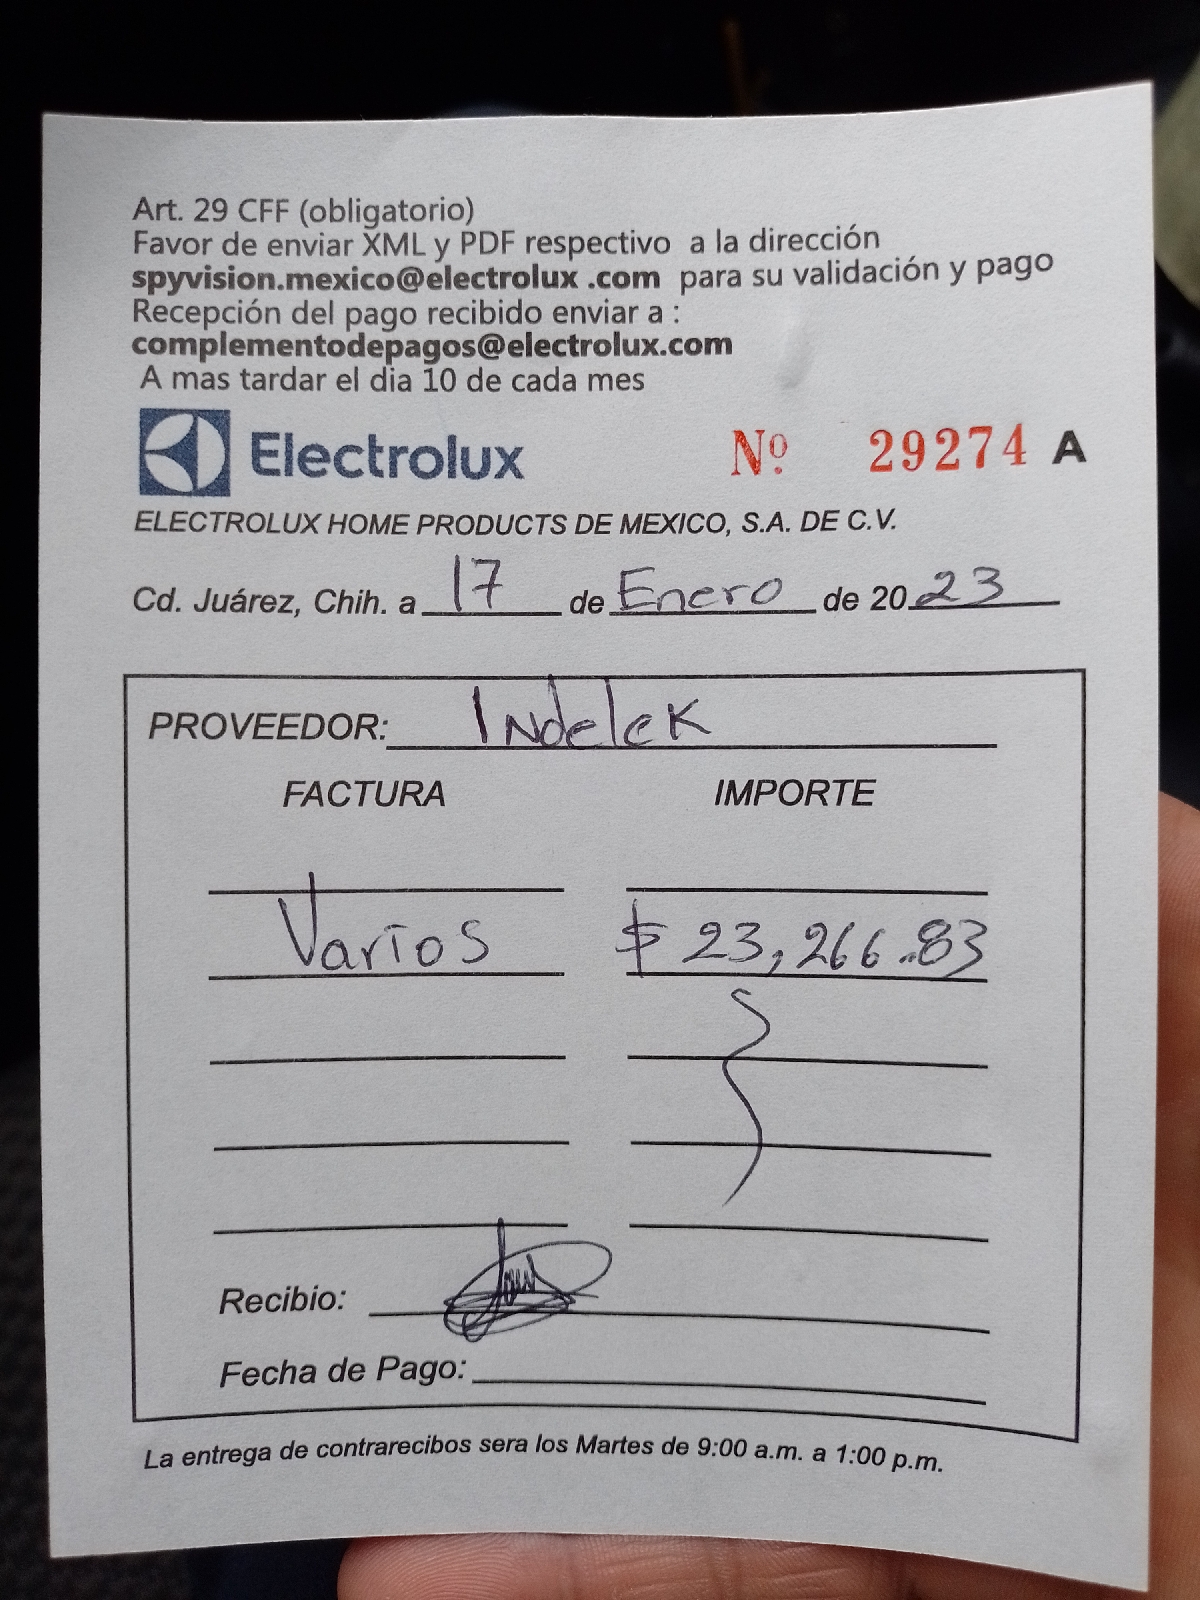 Art. 29 CFF (obligatorio)
Favor de enviar XML y PDF respectivo a la dirección
spyvision.mexico@electrolux .com para su validación y pago
Recepción del pago recibido enviar a :
complementodepagos@electrolux.com
A mas tardar el dia 10 de cada mes
Electrolux Nº. 29274 A
ELECTROLUX HOME PRODUCTS DE MEXICO, S.A. DE C.V.
Cd. Juárez, Chih. a 17 de Enero de 2023
PROVEEDOR: Indelek
FACTURA IMPORTE
Varios $ 23,266.83
Recibio:
Fecha de Pago:
La entrega de contrarecibos sera los Martes de 9:00 a.m. a 1:00 p.m.